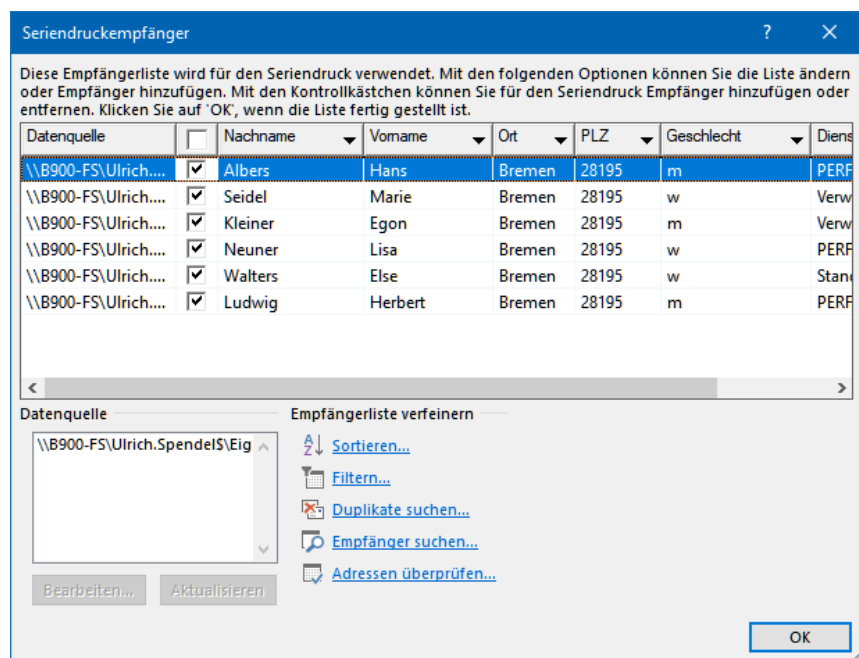 Seriendruckempfänger ?
Diese Empfängerliste wird für den Seriendruck verwendet. Mit den folgenden Optionen können Sie die Liste ändern
oder Empfänger hinzufügen. Mit den Kontrollkästchen können Sie für den Seriendruck Empfänger hinzufügen oder
entfernen. Klicken Sie auf 'OK', wenn die Liste fertig gestellt ist.
Datenquelle Nachname Vorname Ort PLZ Geschlecht Diens
\\B900-FS\Ulrich.... Albers Hans Bremen 28195 m PERF
\\B900-FS\Ulrich.... Seidel Marie Bremen 28195 w Verw
\\B900-FS\Ulrich.... Kleiner Egon Bremen 28195 m Verw
\\B900-FS\Ulrich.... Neuner Lisa Bremen 28195 w PERF
\\B900-FS\Ulrich.... Walters Else Bremen 28195 w Stand
\\B900-FS\Ulrich.... Ludwig Herbert Bremen 28195 m PERF
Datenquelle Empfängerliste verfeinern
\\B900-FS\Ulrich.Spendel$\Eig
Sortieren...
Filtern...
Duplikate suchen...
Empfänger suchen...
Adressen überprüfen...
Bearbeiten... Aktualisieren
OK